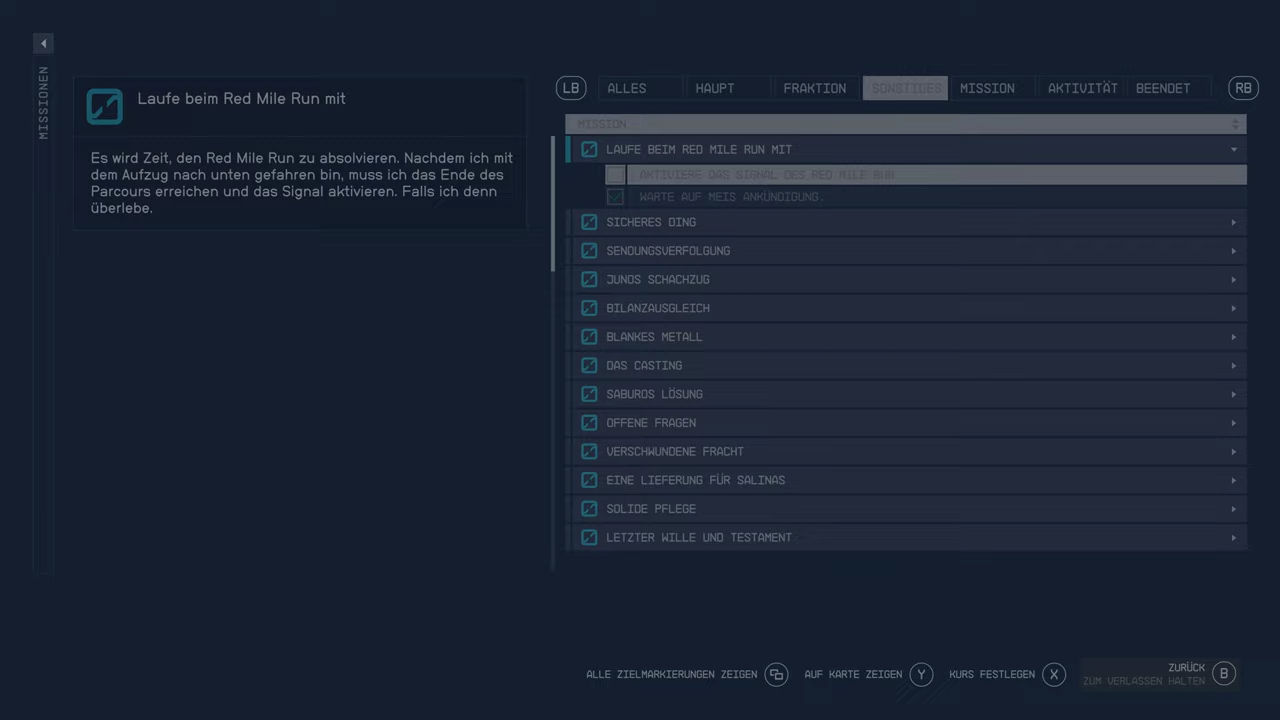 MISSIONEN
Laufe beim Red Mile Run mit
Es wird Zeit, den Red Mile Run zu absolvieren. Nachdem ich mit
dem Aufzug nach unten gefahren bin, muss ich das Ende des
Parcours erreichen und das Signal aktivieren. Falls ich denn
überlebe.
LB ALLES HAUPT FRAKTION SONSTIGES MISSION AKTIVITÄT BEENDET RB
MISSION
LAUFE BEIM RED MILE RUN MIT
AKTIVIERE DAS SIGNAL DES RED MILE RUN
WARTE AUF MEIS ANKÜNDIGUNG.
SICHERES DING
SENDUNGSVERFOLGUNG
JUNOS SCHACHZUG
BILANZAUSGLEICH
BLANKES METALL
DAS CASTING
SABUROS LÖSUNG
OFFENE FRAGEN
VERSCHWUNDENE FRACHT
EINE LIEFERUNG FÜR SALINAS
SOLIDE PFLEGE
LETZTER WILLE UND TESTAMENT
ALLE ZIELMARKIERUNGEN ZEIGEN AUF KARTE ZEIGEN Y KURS FESTLEGEN X ZURÜCK B
ZUM VERLASSEN HALTEN